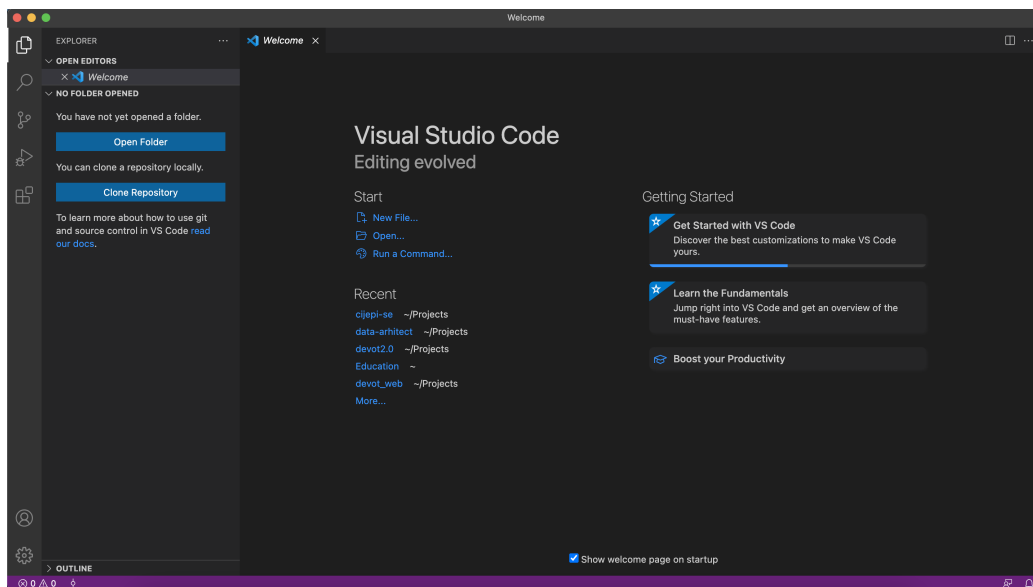 Welcome
EXPLORER
Welcome
OPEN EDITORS
Welcome
NO FOLDER OPENED
You have not yet opened a folder.
Open Folder
You can clone a repository locally.
Clone Repository
To learn more about how to use git
and source control in VS Code read
our docs.
OUTLINE
Visual Studio Code
Editing evolved
Start
New File...
Open...
Run a Command...
Recent
cijepi-se ~/Projects
data-arhitect ~/Projects
devot2.0 ~/Projects
Education ~
devot_web ~/Projects
More...
Getting Started
Get Started with VS Code
Discover the best customizations to make VS Code
yours.
Learn the Fundamentals
Jump right into VS Code and get an overview of the
must-have features.
Boost your Productivity
Show welcome page on startup
0 0